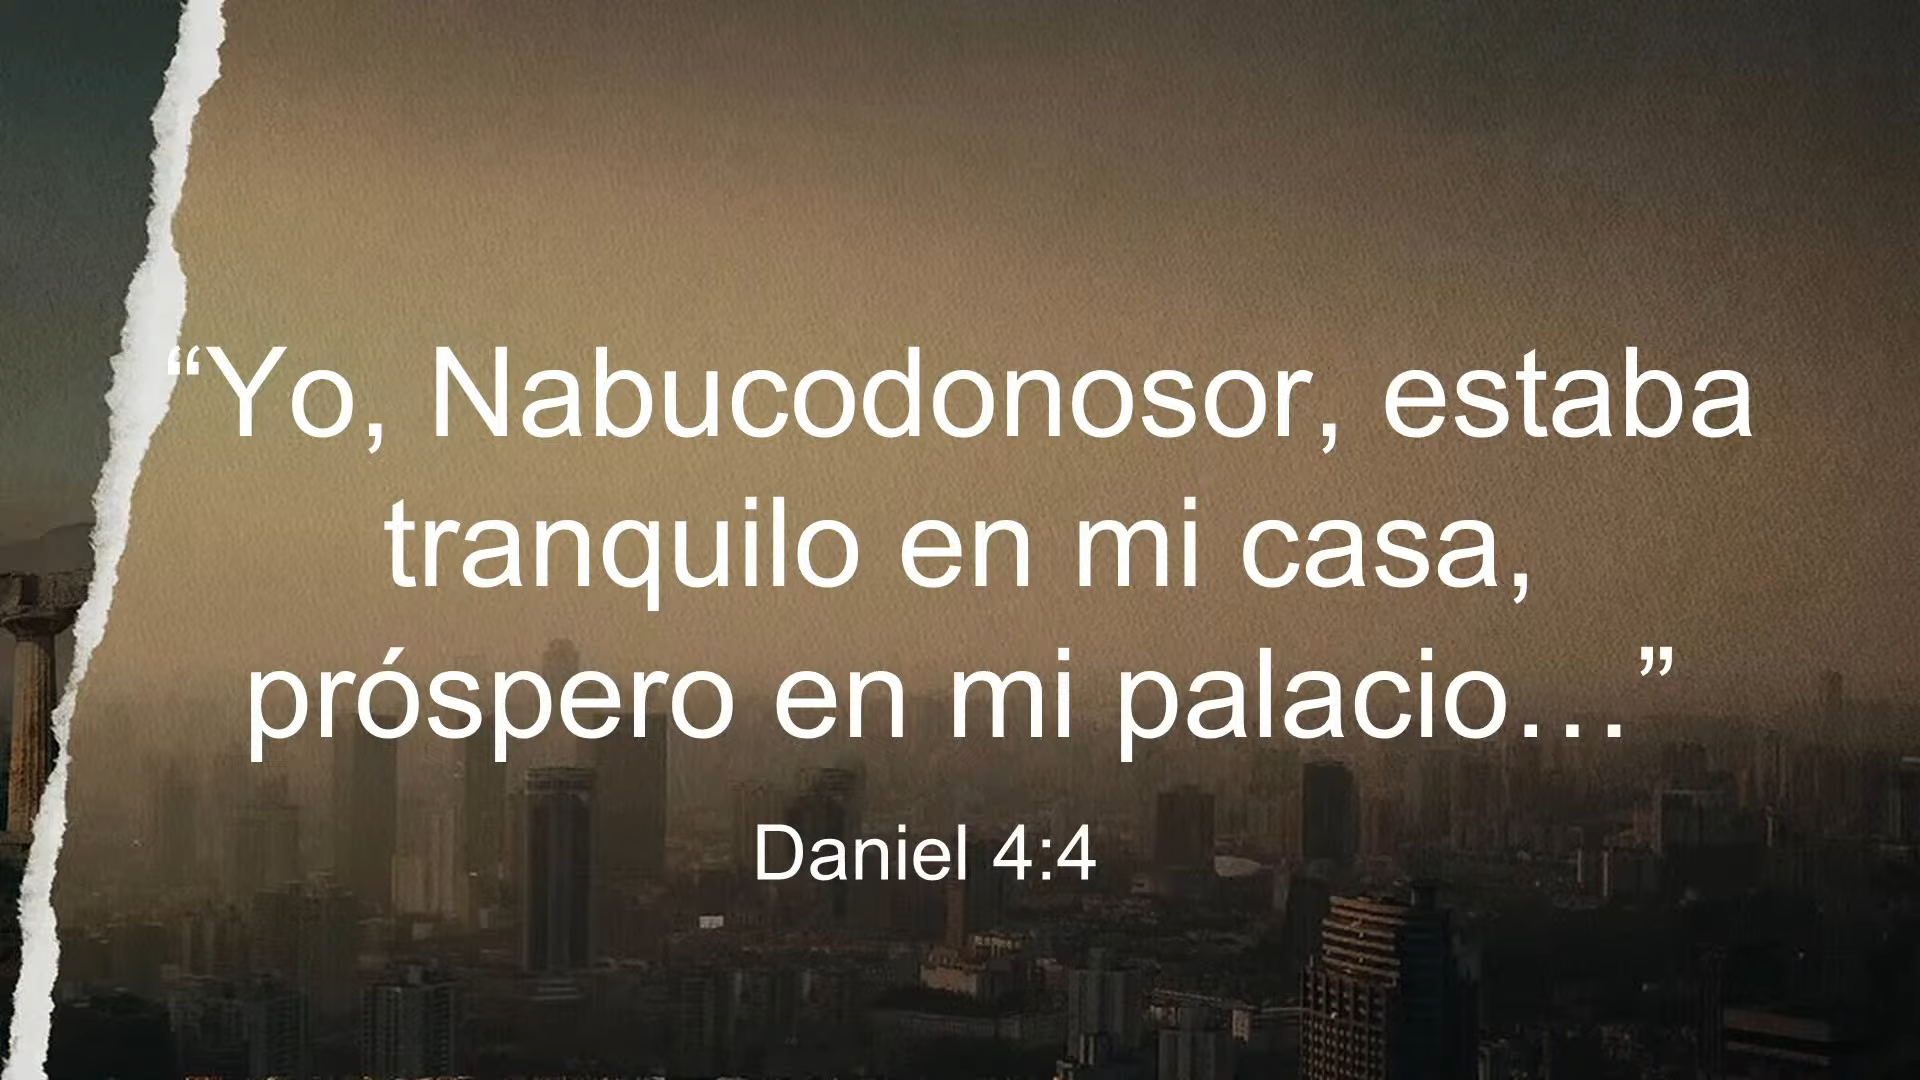 “Yo, Nabucodonosor, estaba
tranquilo en mi casa,
próspero en mi palacio…”
Daniel 4:4